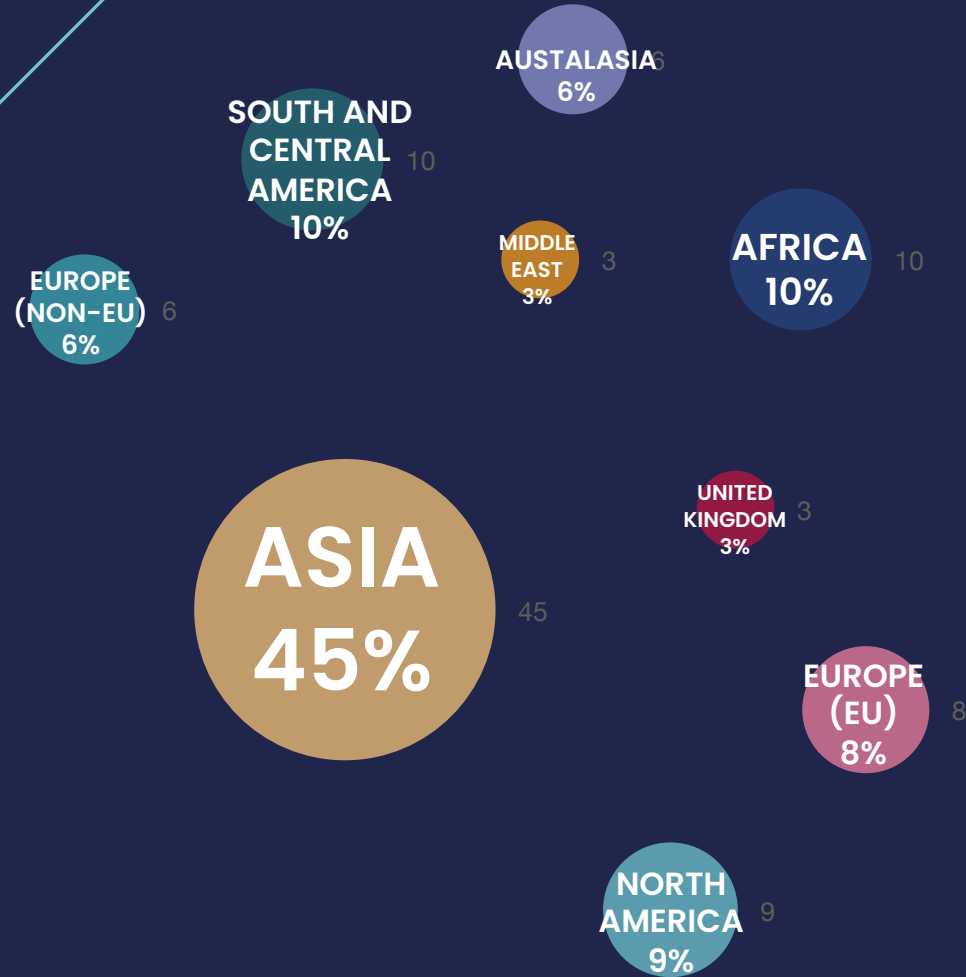 AUSTALASIA
6%
6
SOUTH AND
CENTRAL
AMERICA
10%
10
MIDDLE
EAST
3%
3
AFRICA
10%
10
EUROPE
(NON-EU)
6%
6
ASIA
45%
45
UNITED
KINGDOM
3%
3
EUROPE
(EU)
8%
8
NORTH
AMERICA
9%
9